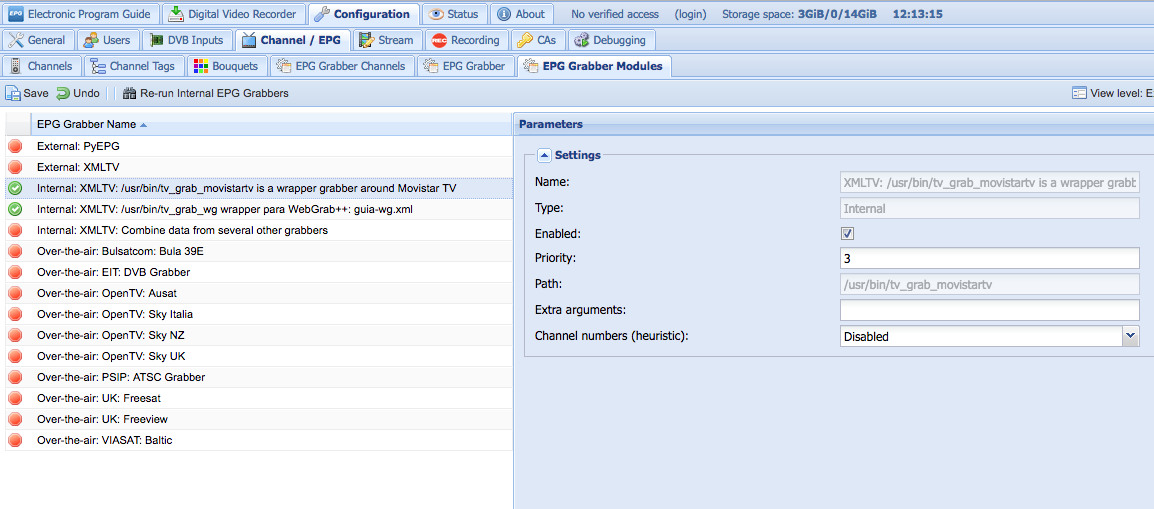 EPG Electronic Program Guide Digital Video Recorder Configuration Status About No verified access (login) Storage space: 3GiB/0/14GiB 12:13:15
General Users DVB Inputs Channel / EPG Stream REC Recording CAs Debugging
Channels Channel Tags Bouquets EPG Grabber Channels EPG Grabber EPG Grabber Modules
Save Undo Re-run Internal EPG Grabbers View level: E
EPG Grabber Name
External: PyEPG
External: XMLTV
Internal: XMLTV: /usr/bin/tv_grab_movistartv is a wrapper grabber around Movistar TV
Internal: XMLTV: /usr/bin/tv_grab_wg wrapper para WebGrab++: guia-wg.xml
Internal: XMLTV: Combine data from several other grabbers
Over-the-air: Bulsatcom: Bula 39E
Over-the-air: EIT: DVB Grabber
Over-the-air: OpenTV: Ausat
Over-the-air: OpenTV: Sky Italia
Over-the-air: OpenTV: Sky NZ
Over-the-air: OpenTV: Sky UK
Over-the-air: PSIP: ATSC Grabber
Over-the-air: UK: Freesat
Over-the-air: UK: Freeview
Over-the-air: VIASAT: Baltic
Parameters
Settings
Name: XMLTV: /usr/bin/tv_grab_movistartv is a wrapper grabb
Type: Internal
Enabled:
Priority: 3
Path: /usr/bin/tv_grab_movistartv
Extra arguments:
Channel numbers (heuristic): Disabled